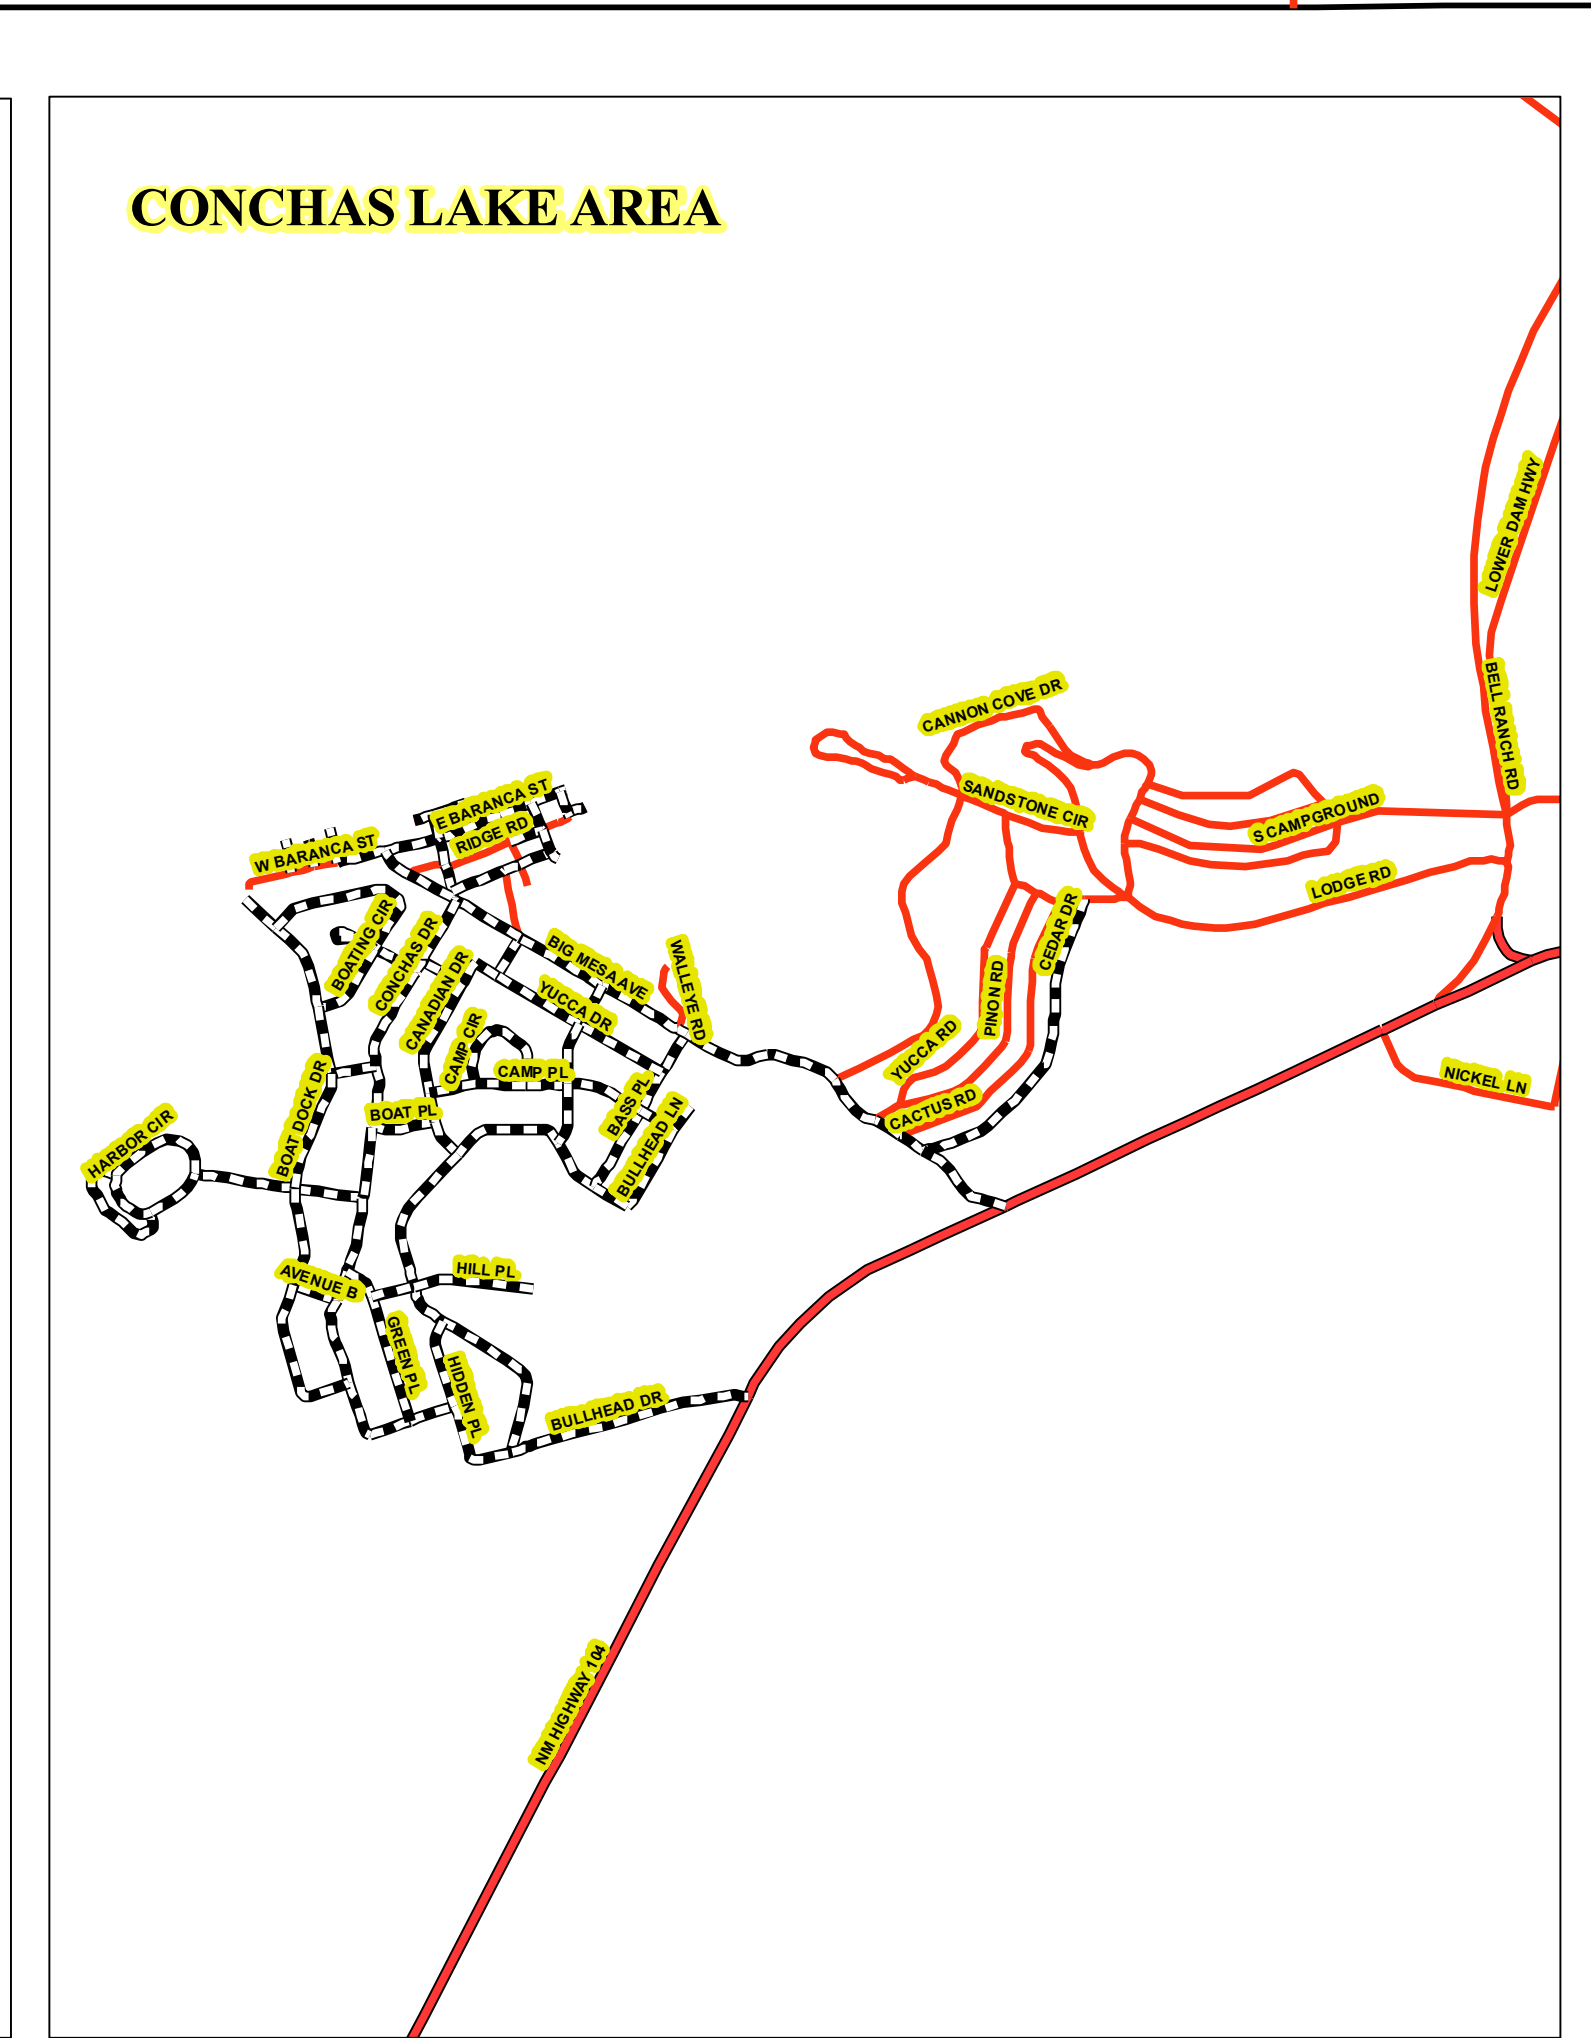 CONCHAS LAKE AREA
LOWER DAM HWY
BELL RANCH RD
CANNON COVE DR
SANDSTONE CIR
S CAMPGROUND
LODGE RD
E BARANCA ST
RIDGE RD
W BARANCA ST
BOATING CIR
CONCHAS DR
CANADIAN DR
BIG MESA AVE
WALLEYE RD
YUCCA DR
CEDAR DR
PINON RD
YUCCA RD
CACTUS RD
NICKEL LN
CAMP CIR
CAMP PL
BOAT PL
BASS PL
BULLHEAD LN
BOAT DOCK DR
HARBOR CIR
AVENUE B
HILL PL
GREEN PL
HIDDEN PL
BULLHEAD DR
NM HIGHWAY 104